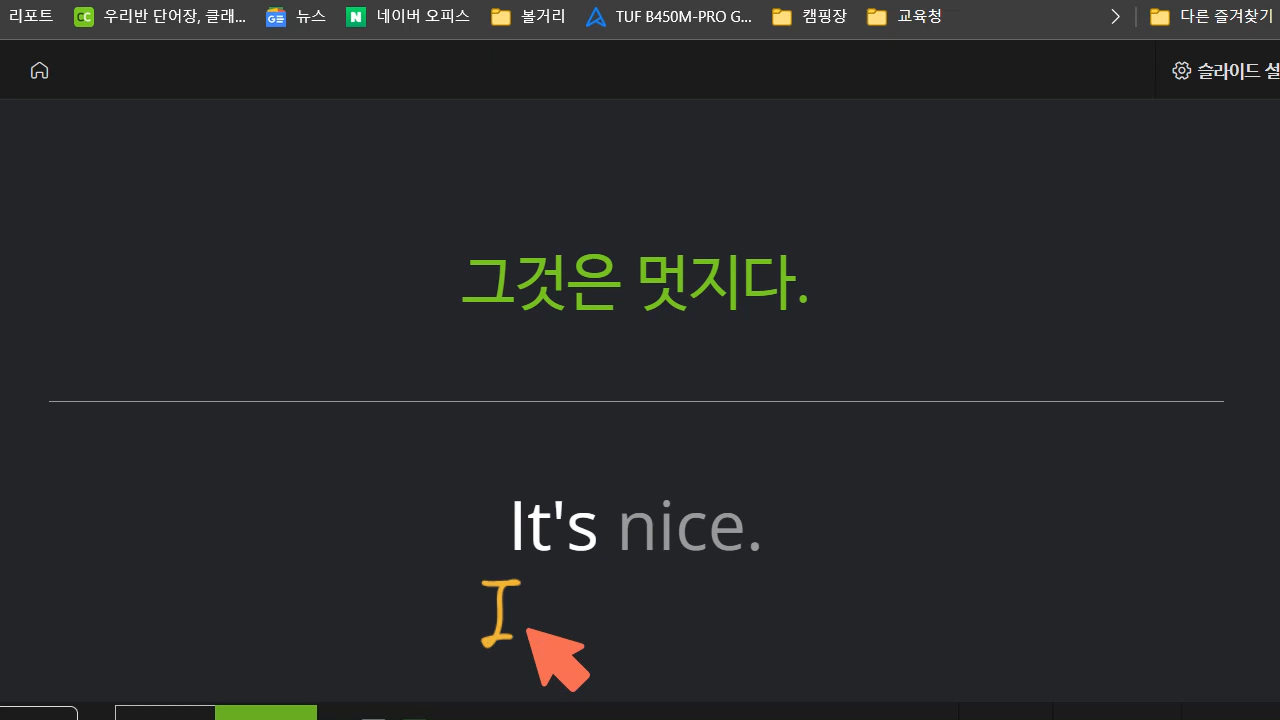 리포트 CC 우리반 단어장, 클래... GE 뉴스 N 네이버 오피스 볼거리 TUF B450M-PRO G... 캠핑장 교육청 다른 즐겨찾기
슬라이드 설
그것은 멋지다.
It's nice.
I